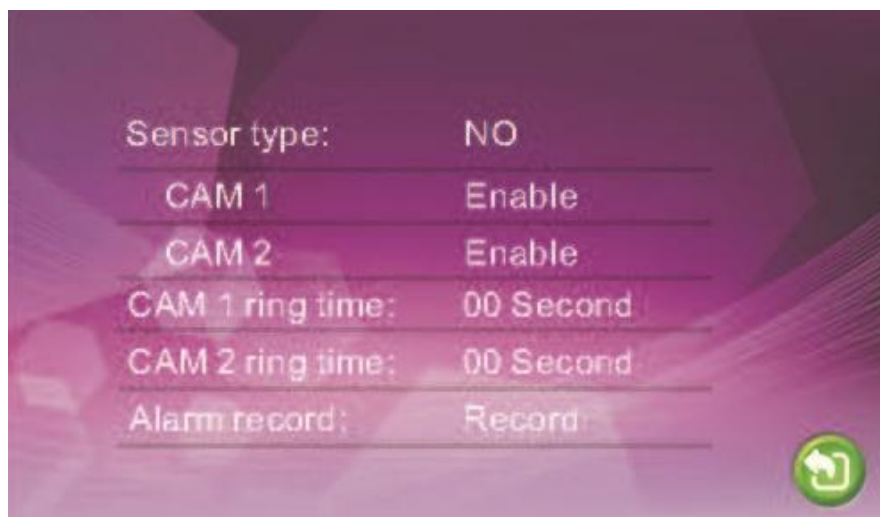 Sensor type: NO
CAM 1 Enable
CAM 2 Enable
CAM 1 ring time: 00 Second
CAM 2 ring time: 00 Second
Alarm record: Record